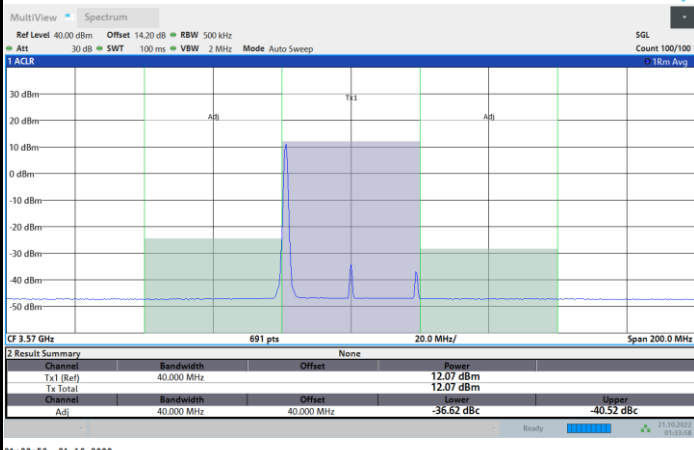 MultiView Spectrum
Ref Level 40.00 dBm Offset 14.20 dB RBW 500 kHz SGL
Att 30 dB SWT 100 ms VBW 2 MHz Mode Auto Sweep Count 100/100
1 ACLR 1Rm Avg
30 dBm
Tx1
20 dBm Adj Adj
10 dBm
0 dBm
-10 dBm
-20 dBm
-30 dBm
-40 dBm
-50 dBm
CF 3.57 GHz 691 pts 20.0 MHz/ Span 200.0 MHz
2 Result Summary None
Channel Bandwidth Offset Power
Tx1 (Ref) 40.000 MHz 12.07 dBm
Tx Total 12.07 dBm
Channel Bandwidth Offset Lower Upper
Adj 40.000 MHz 40.000 MHz -36.62 dBc -40.52 dBc
Ready 21.10.2022
01:33:58